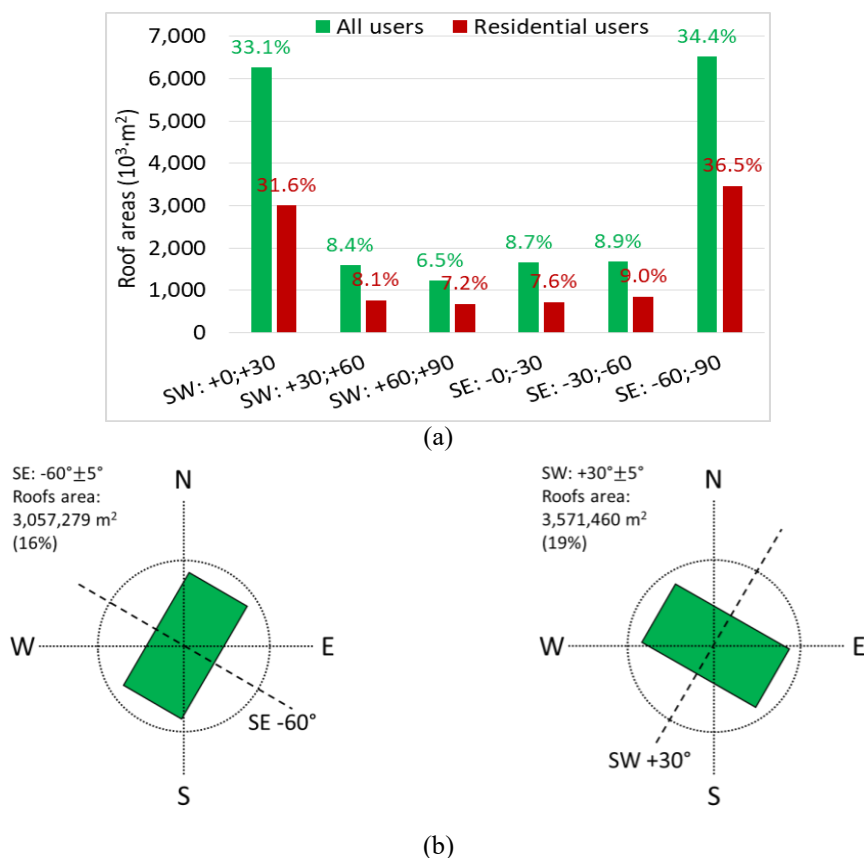 All users Residential users
7,000
6,000
5,000
4,000
3,000
2,000
1,000
0
Roof areas (10³·m²)
33.1%
31.6%
8.4%
8.1%
6.5%
7.2%
8.7%
7.6%
8.9%
9.0%
34.4%
36.5%
SW: +0;+30
SW: +30;+60
SW: +60;+90
SE: -0;-30
SE: -30;-60
SE: -60;-90
(a)
SE: -60°±5°
Roofs area:
3,057,279 m²
(16%)
N
W
E
S
SE -60°
SW: +30°±5°
Roofs area:
3,571,460 m²
(19%)
N
W
E
S
SW +30°
(b)